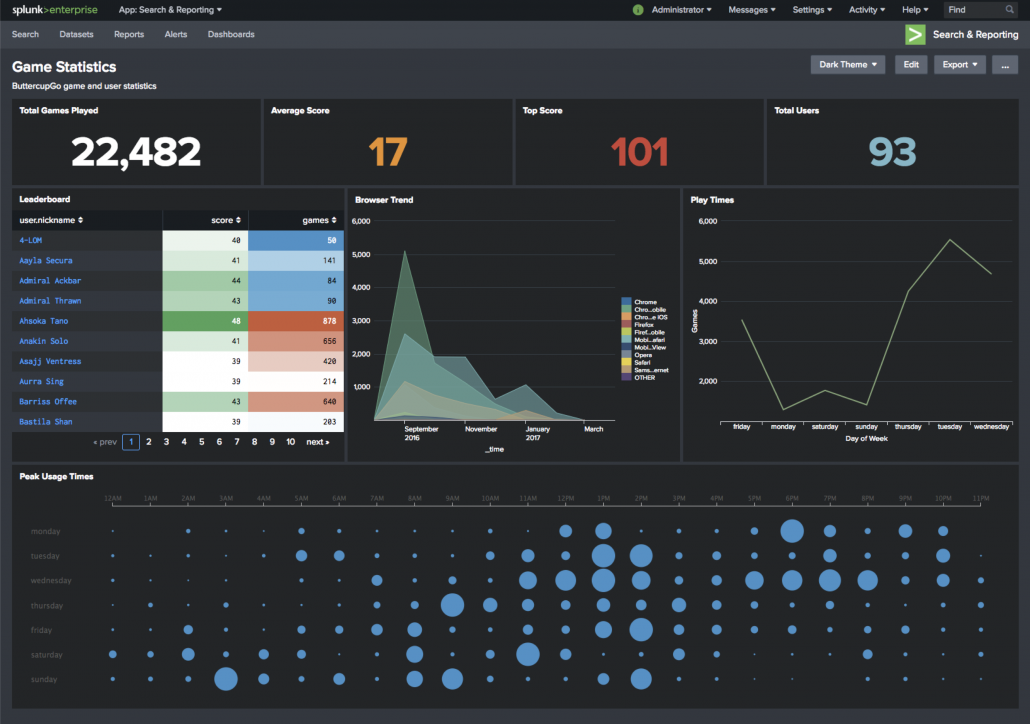 splunk>enterprise App: Search & Reporting i Administrator Messages Settings Activity Help Find
Search Datasets Reports Alerts Dashboards Search & Reporting
Game Statistics Dark Theme Edit Export ...
ButtercupGo game and user statistics
Total Games Played Average Score Top Score Total Users
22,482 17 101 93
Leaderboard
user.nickname score games
4-LOM 40 50
Aayla Secura 41 141
Admiral Ackbar 44 84
Admiral Thrawn 43 90
Ahsoka Tano 48 878
Anakin Solo 41 656
Asajj Ventress 39 420
Aurra Sing 39 214
Barriss Offee 43 640
Bastila Shan 39 203
« prev 1 2 3 4 5 6 7 8 9 10 next »
Browser Trend
6,000
5,000
4,000
3,000
2,000
1000
September November January March
2016 2017
_time
Chrome
Chro...obile
Chro...e iOS
Firefox
Firef...obile
Mobi...afari
Mobi...View
Opera
Safari
Sams...ernet
OTHER
Play Times
6,000
5,000
4,000
3,000
2,000
Games
friday monday saturday sunday thursday tuesday wednesday
Day of Week
Peak Usage Times
12AM 1AM 2AM 3AM 4AM 5AM 6AM 7AM 8AM 9AM 10AM 11AM 12PM 1PM 2PM 3PM 4PM 5PM 6PM 7PM 8PM 9PM 10PM 11PM
monday
tuesday
wednesday
thursday
friday
saturday
sunday